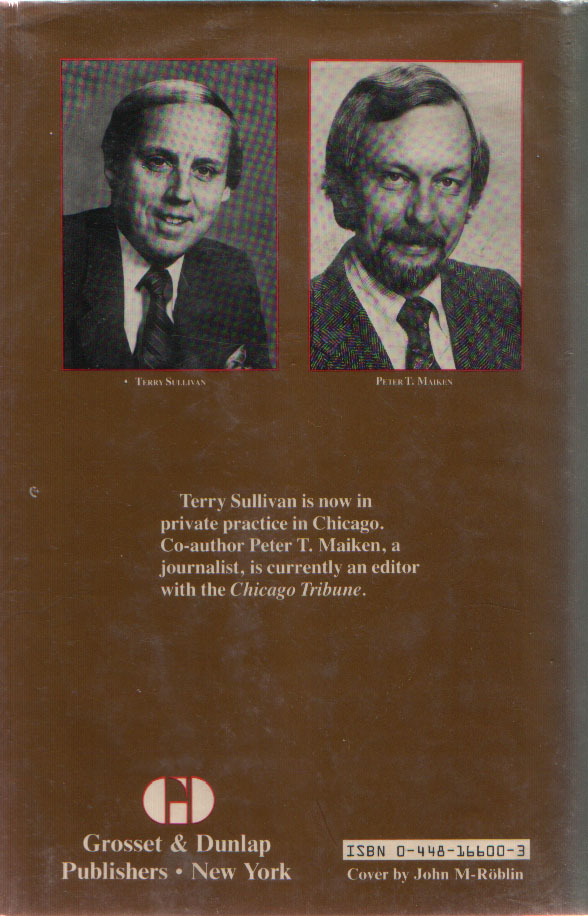 TERRY SULLIVAN
PETER T. MAIKEN
Terry Sullivan is now in
private practice in Chicago.
Co-author Peter T. Maiken, a
journalist, is currently an editor
with the Chicago Tribune.
GD
Grosset & Dunlap
Publishers • New York
ISBN 0-448-16600-3
Cover by John M-Röblin